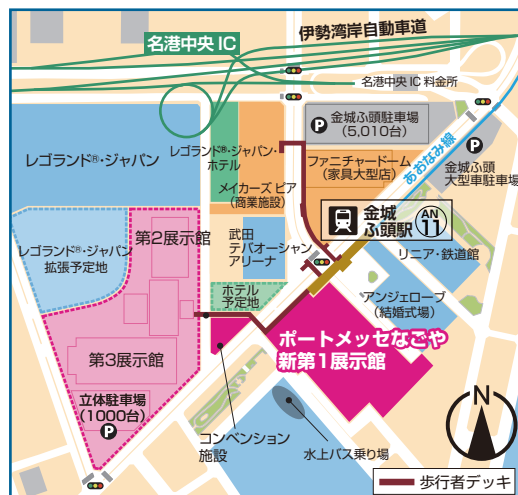 名港中央 IC
伊勢湾岸自動車道
名港中央 IC 料金所
P 金城ふ頭駐車場
(5,010台)
レゴランド®・ジャパン
レゴランド®・ジャパン・
ホテル
メイカーズ ピア
(商業施設)
ファニチャードーム
(家具大型店)
あおなみ線
P
金城ふ頭
大型車駐車場
金城
ふ頭駅
AN
11
リニア・鉄道館
レゴランド®・ジャパン
拡張予定地
第2展示館
武田
テバオーシャン
アリーナ
ホテル
予定地
アンジェローブ
(結婚式場)
ポートメッセなごや
新第1展示館
第3展示館
立体駐車場
(1000台)
P
コンベンション
施設
水上バス乗り場
N
歩行者デッキ